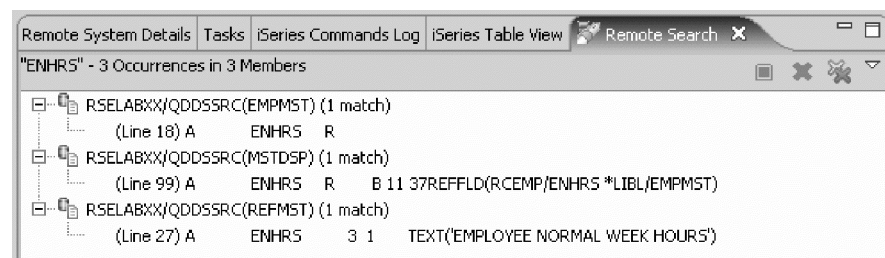 Remote System Details Tasks iSeries Commands Log iSeries Table View Remote Search
"ENHRS" - 3 Occurrences in 3 Members
RSELABXX/QDDSSRC(EMPMST) (1 match)
(Line 18) A ENHRS R
RSELABXX/QDDSSRC(MSTDSP) (1 match)
(Line 99) A ENHRS R B 11 37REFFLD(RCEMP/ENHRS *LIBL/EMPMST)
RSELABXX/QDDSSRC(REFMST) (1 match)
(Line 27) A ENHRS 3 1 TEXT('EMPLOYEE NORMAL WEEK HOURS')